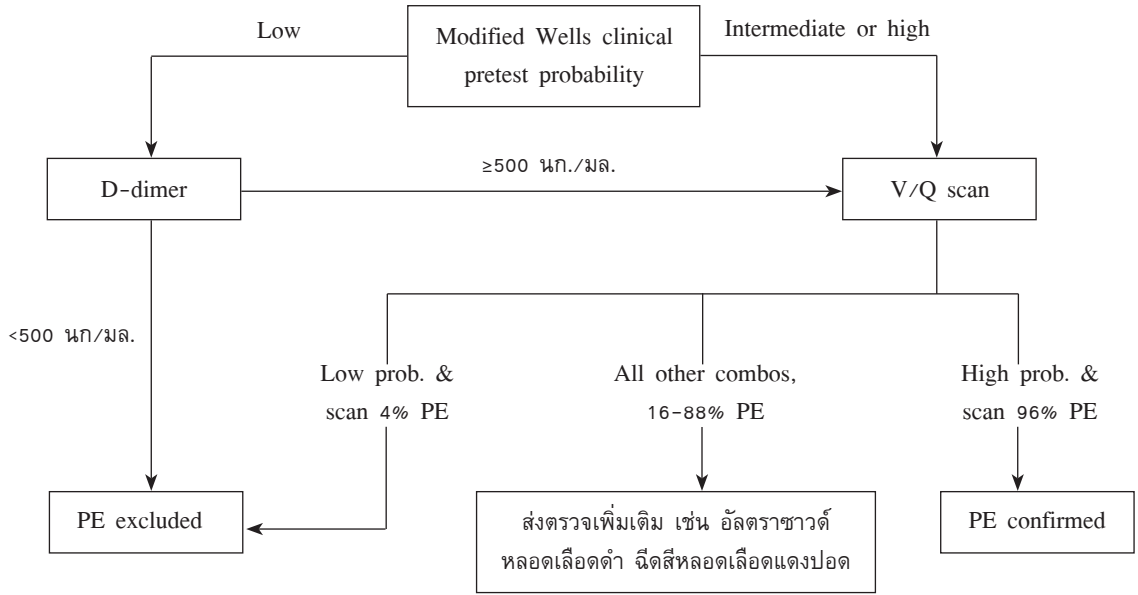 Low
Modified Wells clinical
pretest probability
Intermediate or high
D-dimer
≥500 นก./มล.
V/Q scan
<500 นก/มล.
Low prob. &
scan 4% PE
All other combos,
16-88% PE
High prob. &
scan 96% PE
PE excluded
ส่งตรวจเพิ่มเติม เช่น อัลตราซาวด์
หลอดเลือดดำ ฉีดสีหลอดเลือดแดงปอด
PE confirmed